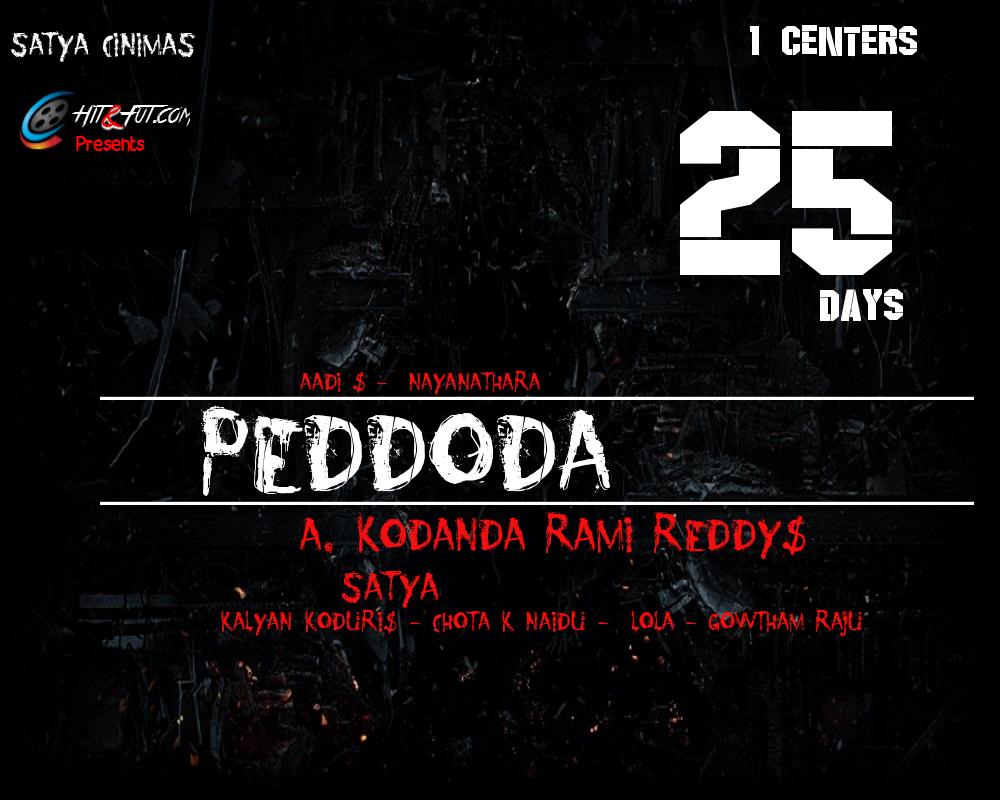 SATYA CINIMAS
1 CENTERS
HIT&FUT.COM
Presents
25
DAYS
AADI $ - NAYANATHARA
PEDDODA
A. KODANDA RAMI REDDY$
SATYA
KALYAN KODURI$ - CHOTA K NAIDU - LOLA - GOWTHAM RAJU